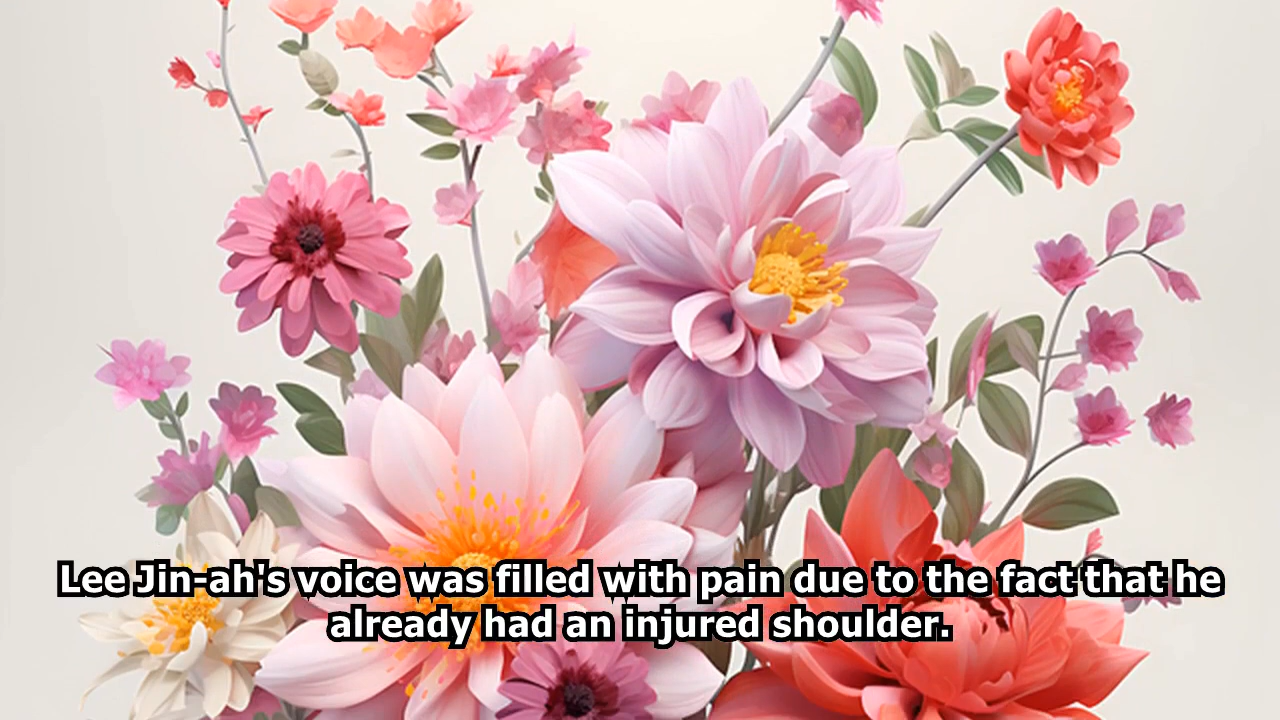 Lee Jin-ah's voice was filled with pain due to the fact that he
already had an injured shoulder.